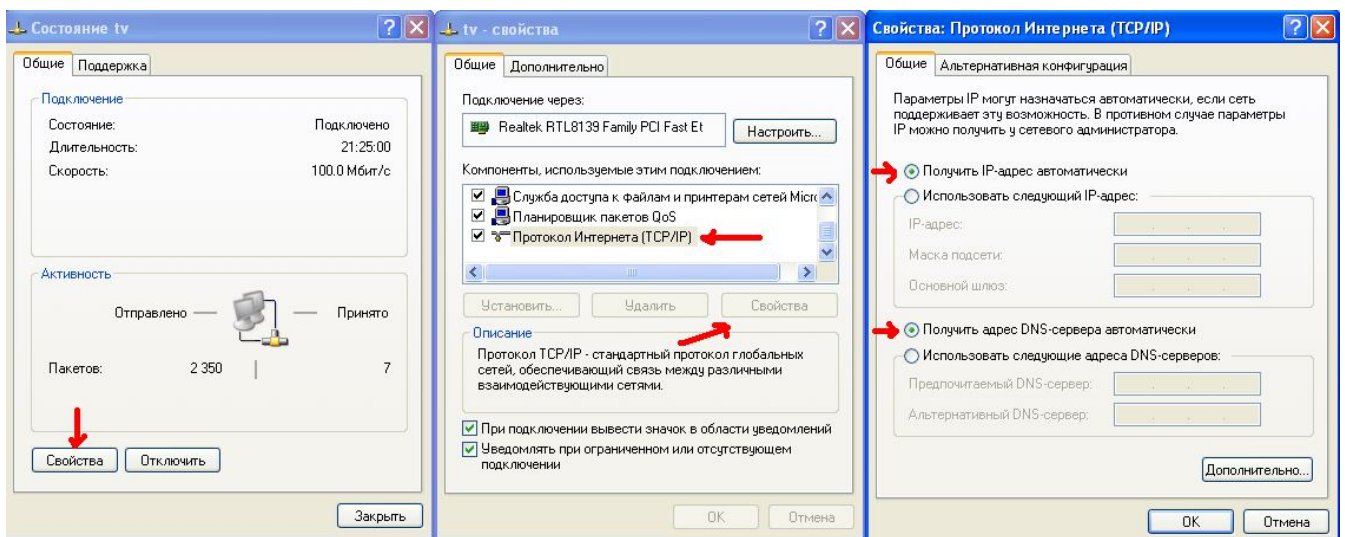 Состояние tv
Общие
Поддержка
Подключение
Состояние: Подключено
Длительность: 21:25:00
Скорость: 100.0 Мбит/с
Активность
Отправлено
Принято
Пакетов: 2 350
7
Свойства
Отключить
Закрыть
tv - свойства
Общие
Дополнительно
Подключение через:
Realtek RTL8139 Family PCI Fast Et
Настроить...
Компоненты, используемые этим подключением:
Служба доступа к файлам и принтерам сетей Micr
Планировщик пакетов QoS
Протокол Интернета (TCP/IP)
Установить...
Удалить
Свойства
Описание
Протокол TCP/IP - стандартный протокол глобальных
сетей, обеспечивающий связь между различными
взаимодействующими сетями.
При подключении вывести значок в области уведомлений
Уведомлять при ограниченном или отсутствующем
подключении
OK
Отмена
Свойства: Протокол Интернета (TCP/IP)
Общие
Альтернативная конфигурация
Параметры IP могут назначаться автоматически, если сеть
поддерживает эту возможность. В противном случае параметры
IP можно получить у сетевого администратора.
Получить IP-адрес автоматически
Использовать следующий IP-адрес:
IP-адрес:
Маска подсети:
Основной шлюз:
Получить адрес DNS-сервера автоматически
Использовать следующие адреса DNS-серверов:
Предпочитаемый DNS-сервер:
Альтернативный DNS-сервер:
Дополнительно...
OK
Отмена